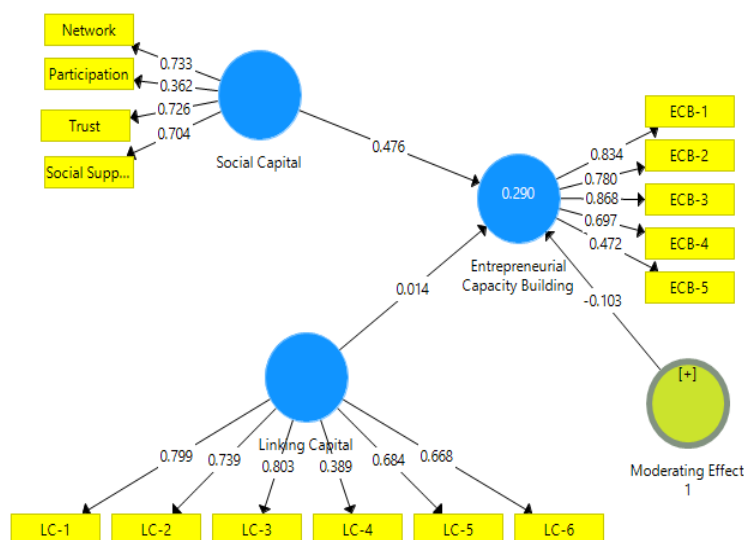 Network
0.733
Participation
0.362
0.726
Trust
0.704
Social Supp...
Social Capital
0.476
ECB-1
0.834
ECB-2
0.780
0.290
0.868
ECB-3
0.697
ECB-4
0.472
ECB-5
Entrepreneurial
Capacity Building
0.014
-0.103
[+]
Moderating Effect
1
Linking Capital
0.799
0.739
0.803
0.389
0.684
0.668
LC-1
LC-2
LC-3
LC-4
LC-5
LC-6